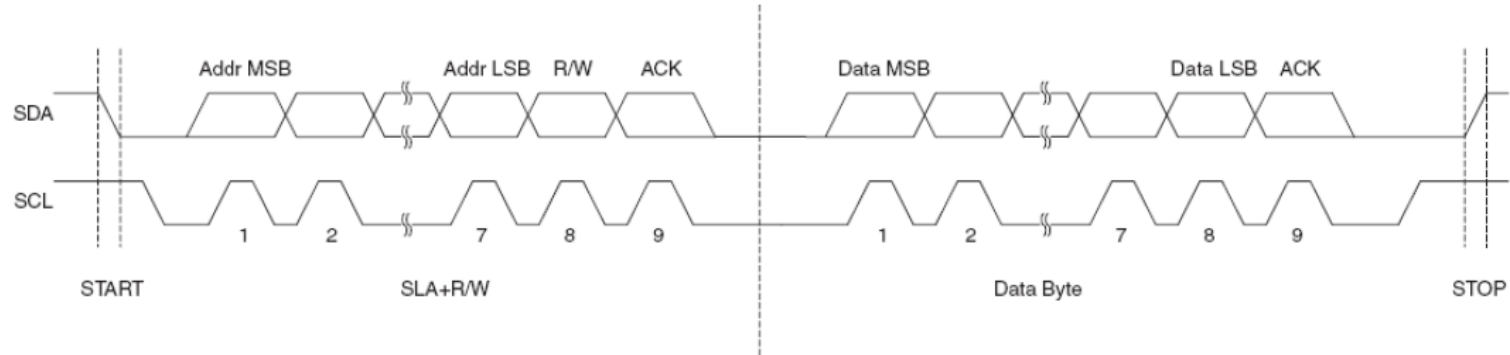 Addr MSB Addr LSB R/W ACK Data MSB Data LSB ACK
SDA
SCL
1 2 7 8 9 1 2 7 8 9
START SLA+R/W Data Byte STOP